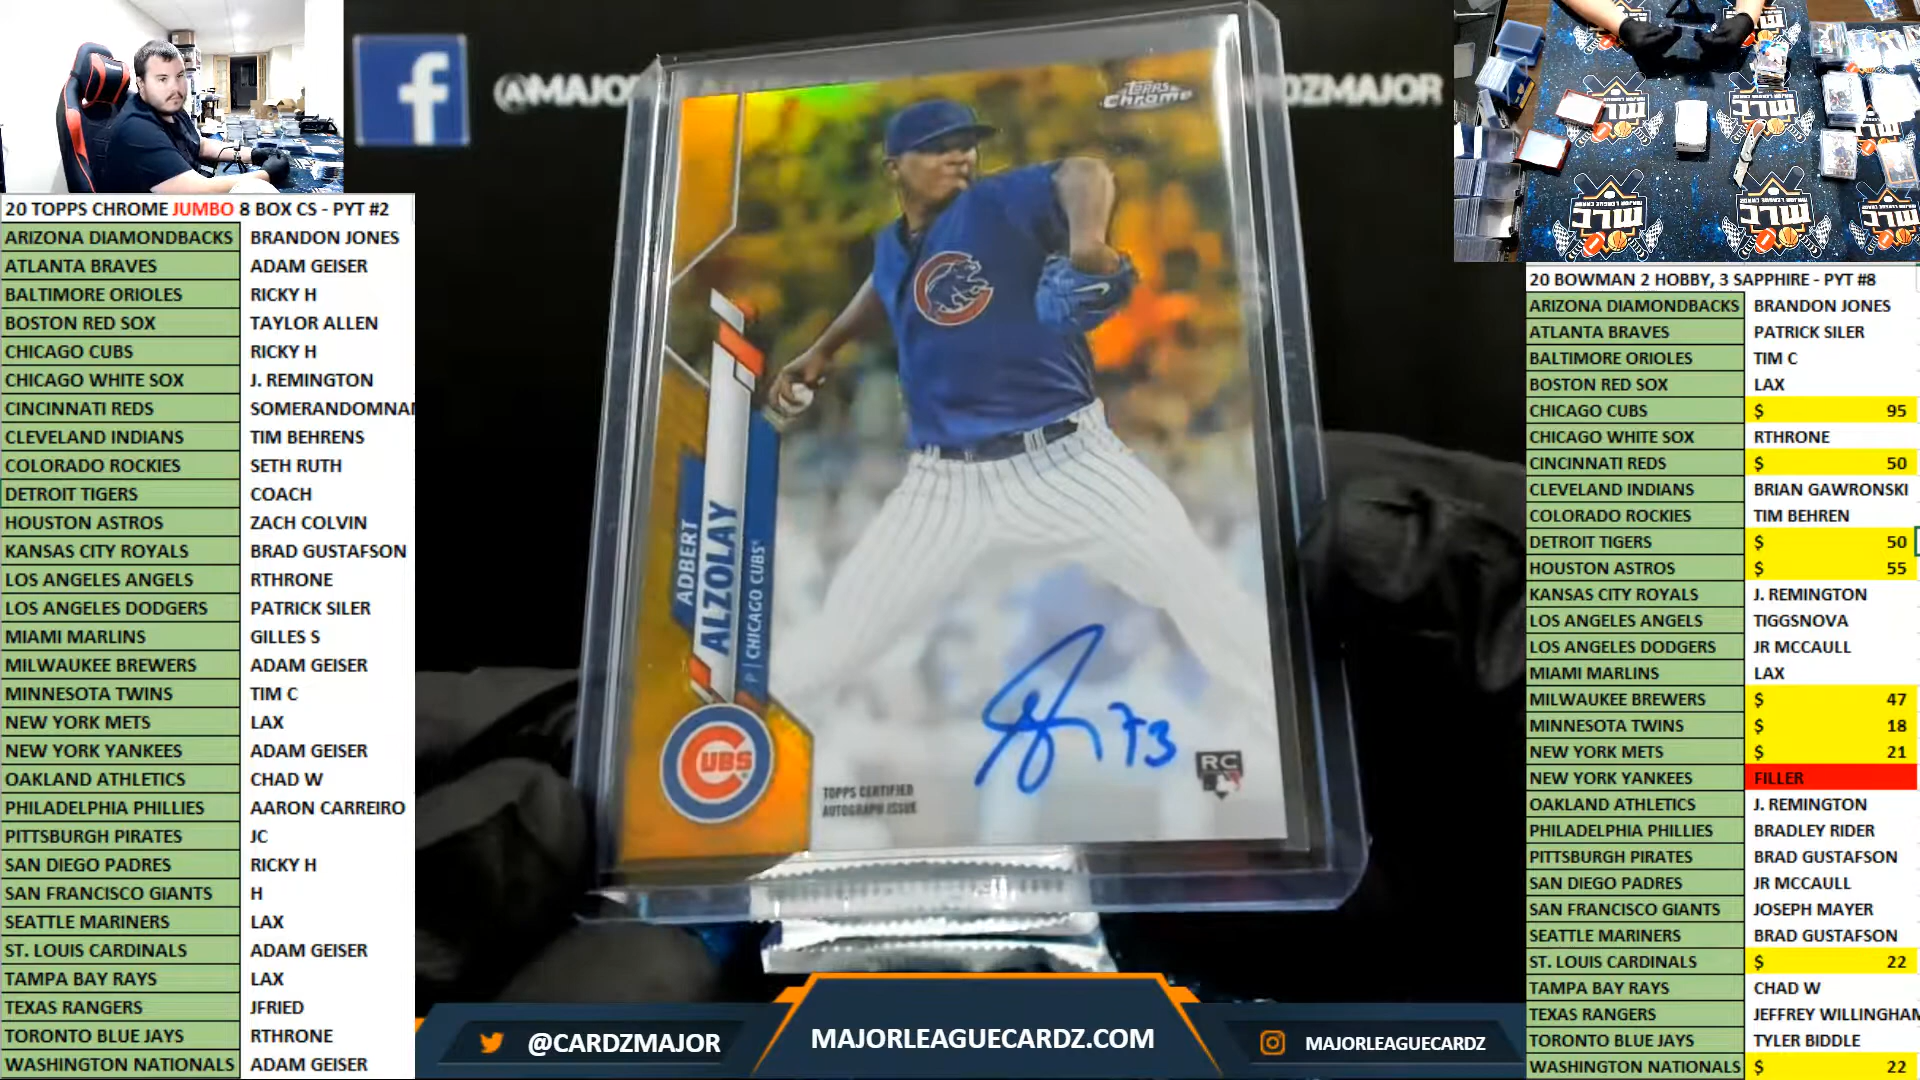 @MAJOR
CARDZMAJOR
Topps
Chrome
ADBERT
ALZOLAY
P | CHICAGO CUBS
CUBS
73
TOPPS CERTIFIED
AUTOGRAPH ISSUE
RC
20 TOPPS CHROME JUMBO 8 BOX CS - PYT #2
ARIZONA DIAMONDBACKS BRANDON JONES
ATLANTA BRAVES ADAM GEISER
BALTIMORE ORIOLES RICKY H
BOSTON RED SOX TAYLOR ALLEN
CHICAGO CUBS RICKY H
CHICAGO WHITE SOX J. REMINGTON
CINCINNATI REDS SOMERANDOMNA
CLEVELAND INDIANS TIM BEHRENS
COLORADO ROCKIES SETH RUTH
DETROIT TIGERS COACH
HOUSTON ASTROS ZACH COLVIN
KANSAS CITY ROYALS BRAD GUSTAFSON
LOS ANGELES ANGELS RTHRONE
LOS ANGELES DODGERS PATRICK SILER
MIAMI MARLINS GILLES S
MILWAUKEE BREWERS ADAM GEISER
MINNESOTA TWINS TIM C
NEW YORK METS LAX
NEW YORK YANKEES ADAM GEISER
OAKLAND ATHLETICS CHAD W
PHILADELPHIA PHILLIES AARON CARREIRO
PITTSBURGH PIRATES JC
SAN DIEGO PADRES RICKY H
SAN FRANCISCO GIANTS H
SEATTLE MARINERS LAX
ST. LOUIS CARDINALS ADAM GEISER
TAMPA BAY RAYS LAX
TEXAS RANGERS JFRIED
TORONTO BLUE JAYS RTHRONE
WASHINGTON NATIONALS ADAM GEISER
20 BOWMAN 2 HOBBY, 3 SAPPHIRE - PYT #8
ARIZONA DIAMONDBACKS BRANDON JONES
ATLANTA BRAVES PATRICK SILER
BALTIMORE ORIOLES TIM C
BOSTON RED SOX LAX
CHICAGO CUBS $ 95
CHICAGO WHITE SOX RTHRONE
CINCINNATI REDS $ 50
CLEVELAND INDIANS BRIAN GAWRONSKI
COLORADO ROCKIES TIM BEHREN
DETROIT TIGERS $ 50
HOUSTON ASTROS $ 55
KANSAS CITY ROYALS J. REMINGTON
LOS ANGELES ANGELS TIGGSNOVA
LOS ANGELES DODGERS JR MCCAULL
MIAMI MARLINS LAX
MILWAUKEE BREWERS $ 47
MINNESOTA TWINS $ 18
NEW YORK METS $ 21
NEW YORK YANKEES FILLER
OAKLAND ATHLETICS J. REMINGTON
PHILADELPHIA PHILLIES BRADLEY RIDER
PITTSBURGH PIRATES BRAD GUSTAFSON
SAN DIEGO PADRES JR MCCAULL
SAN FRANCISCO GIANTS JOSEPH MAYER
SEATTLE MARINERS BRAD GUSTAFSON
ST. LOUIS CARDINALS $ 22
TAMPA BAY RAYS CHAD W
TEXAS RANGERS JEFFREY WILLINGHAM
TORONTO BLUE JAYS TYLER BIDDLE
WASHINGTON NATIONALS $ 22
@CARDZMAJOR
MAJORLEAGUECARDZ.COM
MAJORLEAGUECARDZ